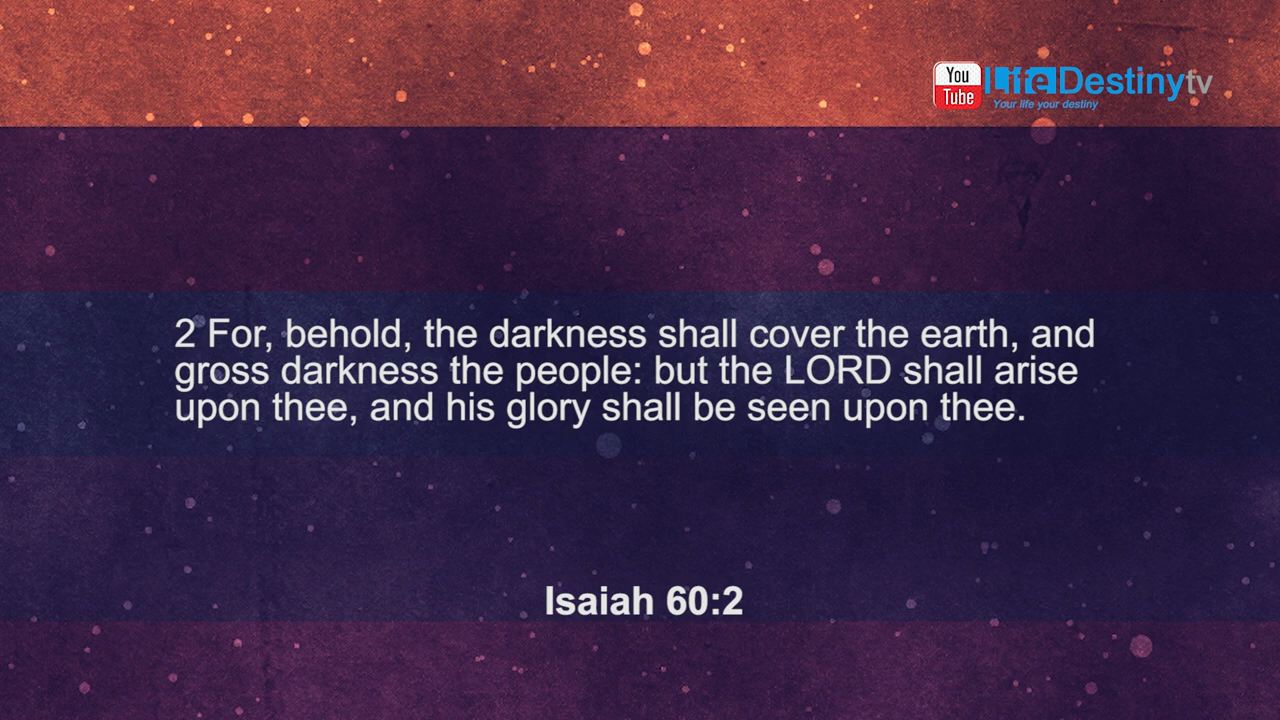 You
Tube
LifeDestinytv
Your life your destiny
2 For, behold, the darkness shall cover the earth, and
gross darkness the people: but the LORD shall arise
upon thee, and his glory shall be seen upon thee.
Isaiah 60:2